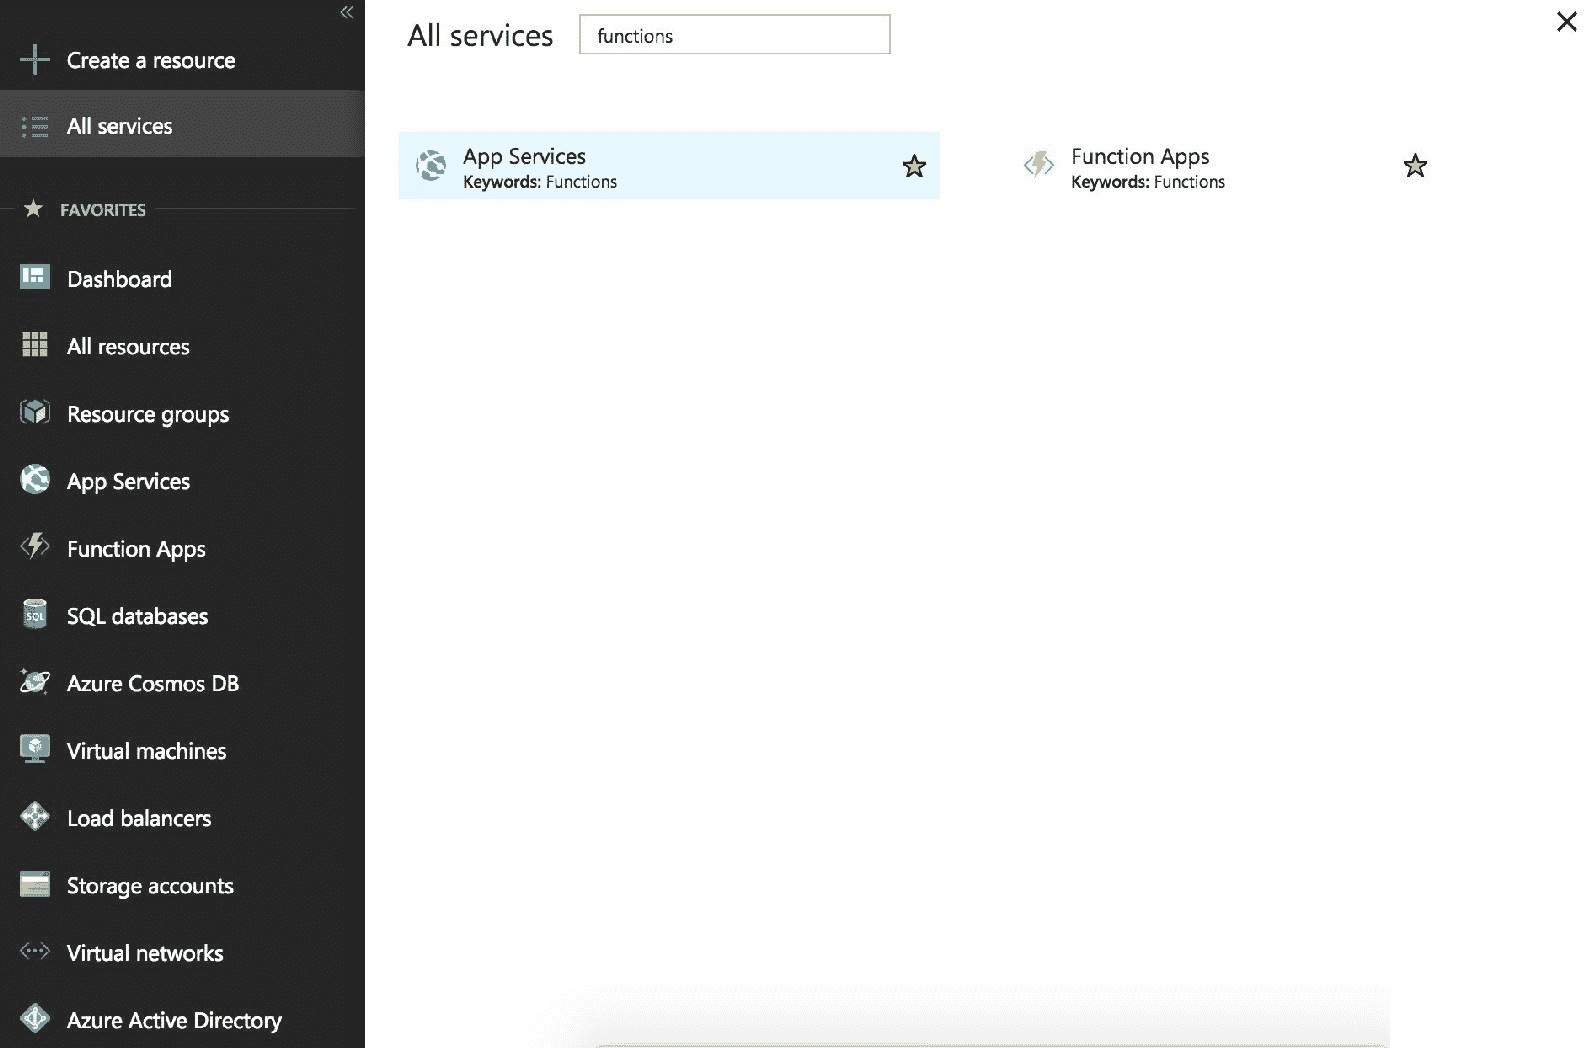 Create a resource
All services
FAVORITES
Dashboard
All resources
Resource groups
App Services
Function Apps
SQL
SQL databases
Azure Cosmos DB
Virtual machines
Load balancers
Storage accounts
Virtual networks
Azure Active Directory
All services
functions
App Services
Keywords: Functions
Function Apps
Keywords: Functions